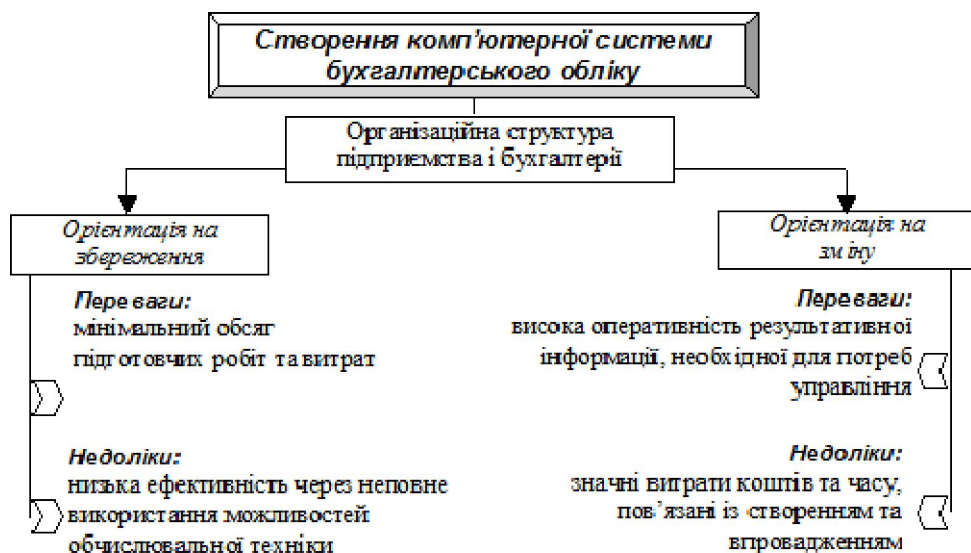 Створення комп'ютерної системи
бухгалтерського обліку
Організаційна структура
підприємства і бухгалтерії
Орієнтація на
збереження
Переваги:
мінімальний обсяг
підготовчих робіт та витрат
Недоліки:
низька ефективність через неповне
використання можливостей
обчислювальної техніки
Орієнтація на
зміну
Переваги:
висока оперативність результативної
інформації, необхідної для потреб
управління
Недоліки:
значні витрати коштів та часу,
пов'язані із створенням та
впровадженням